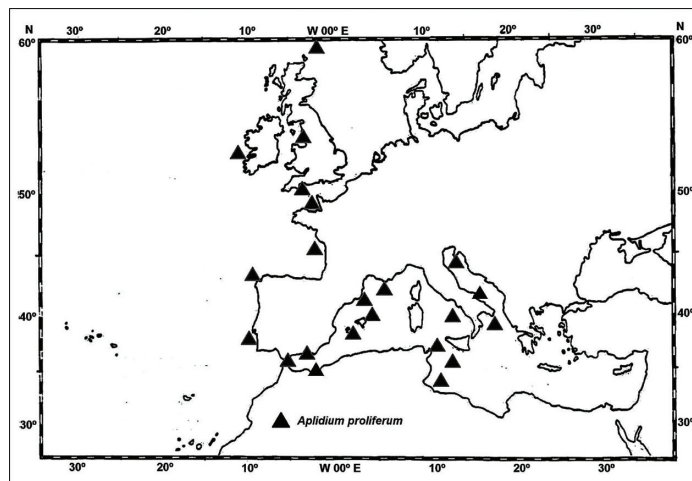 N 30º 20º 10º W 00º E 10º 20º 30º N
60º 60º
50º 50º
40º 40º
Aplidium proliferum
30º 30º
30º 20º 10º W 00º E 10º 20º 30º